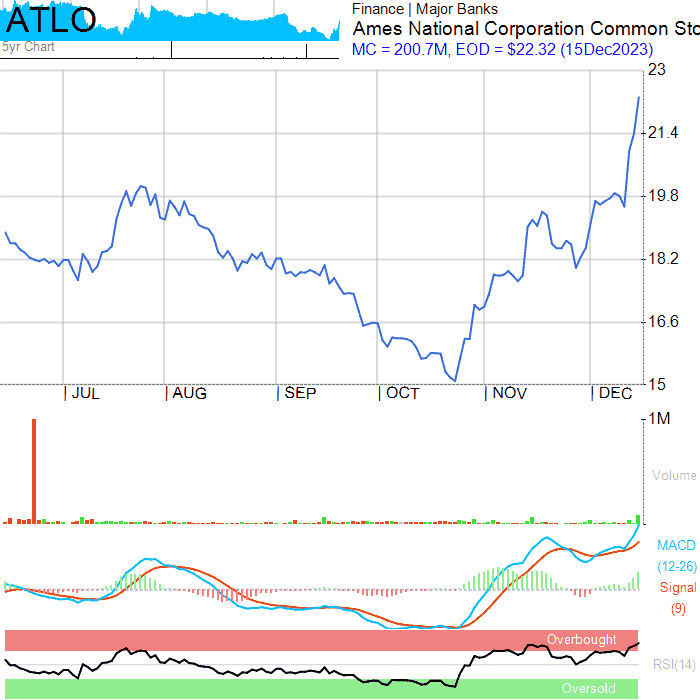 ATLO
5yr Chart
Finance | Major Banks
Ames National Corporation Common Sto
MC = 200.7M, EOD = $22.32 (15Dec2023)
23
21.4
19.8
18.2
16.6
15
| JUL | AUG | SEP | OCT | NOV | DEC
1M
Volume
MACD
(12-26)
Signal
(9)
Overbought
RSI(14)
Oversold